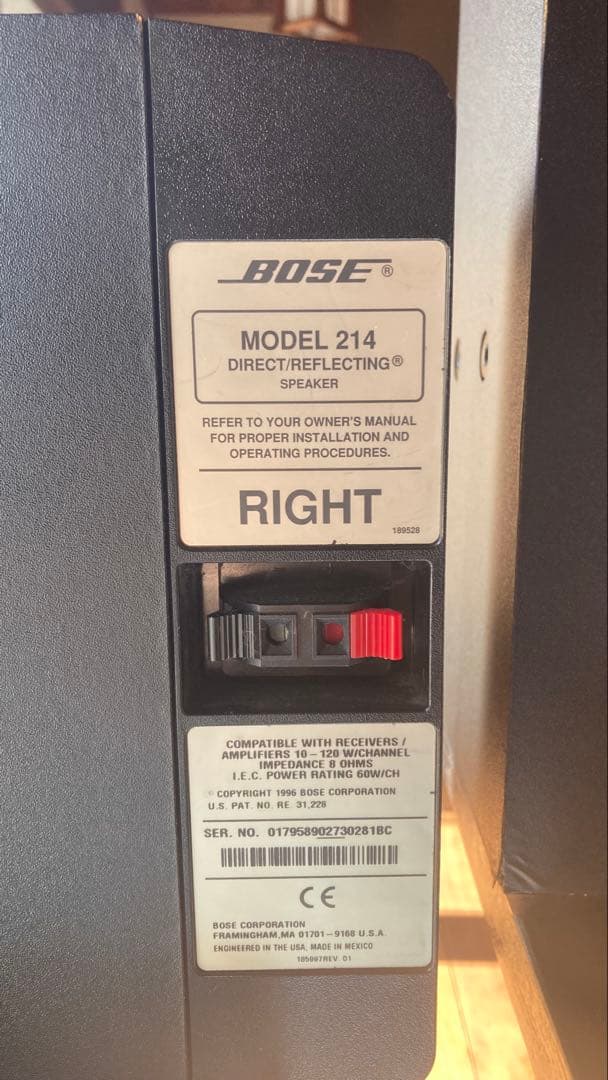 BOSE®
MODEL 214
DIRECT/REFLECTING®
SPEAKER
REFER TO YOUR OWNER'S MANUAL
FOR PROPER INSTALLATION AND
OPERATING PROCEDURES.
RIGHT
189528
COMPATIBLE WITH RECEIVERS /
AMPLIFIERS 10 – 120 W/CHANNEL
IMPEDANCE 8 OHMS
I.E.C. POWER RATING 60W/CH
COPYRIGHT 1996 BOSE CORPORATION
U.S. PAT. NO. RE. 31,228
SER. NO. 017958902730281BC
CE
BOSE CORPORATION
FRAMINGHAM, MA 01701 – 9168 U.S.A.
ENGINEERED IN THE USA, MADE IN MEXICO
REV. 01